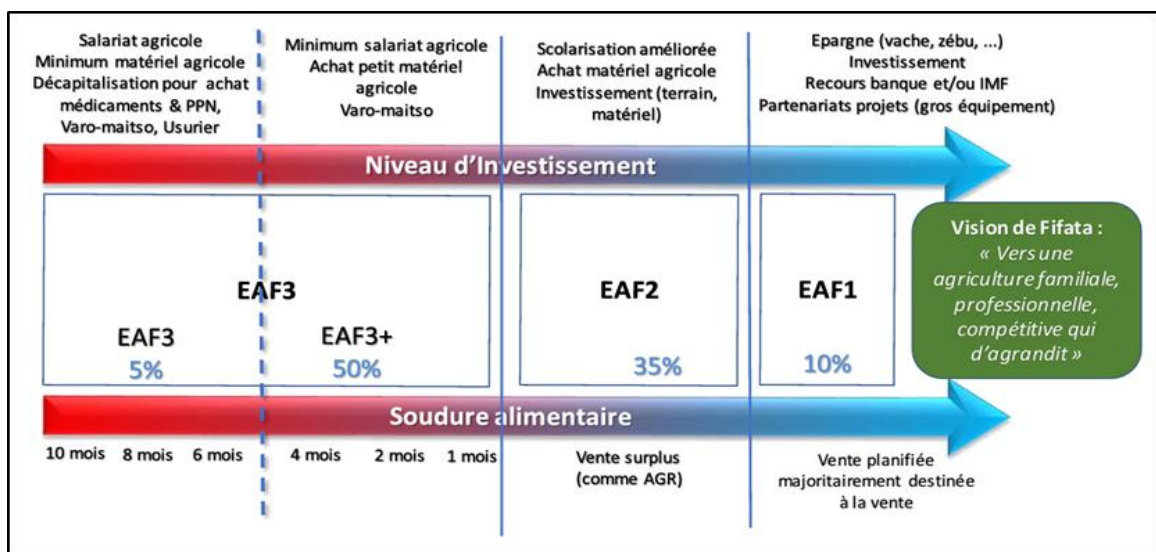 Salariat agricole
Minimum matériel agricole
Décapitalisation pour achat
médicaments & PPN,
Varo-maitso, Usurier
Minimum salariat agricole
Achat petit matériel
agricole
Varo-maitso
Scolarisation améliorée
Achat matériel agricole
Investissement (terrain,
matériel)
Epargne (vache, zébu, ...)
Investissement
Recours banque et/ou IMF
Partenariats projets (gros équipement)
Niveau d'Investissement
EAF3
EAF3
5%
EAF3+
50%
EAF2
35%
EAF1
10%
Vision de Fifata :
« Vers une
agriculture familiale,
professionnelle,
compétitive qui
d'agrandit »
Soudure alimentaire
10 mois 8 mois 6 mois 4 mois 2 mois 1 mois
Vente surplus
(comme AGR)
Vente planifiée
majoritairement destinée
à la vente